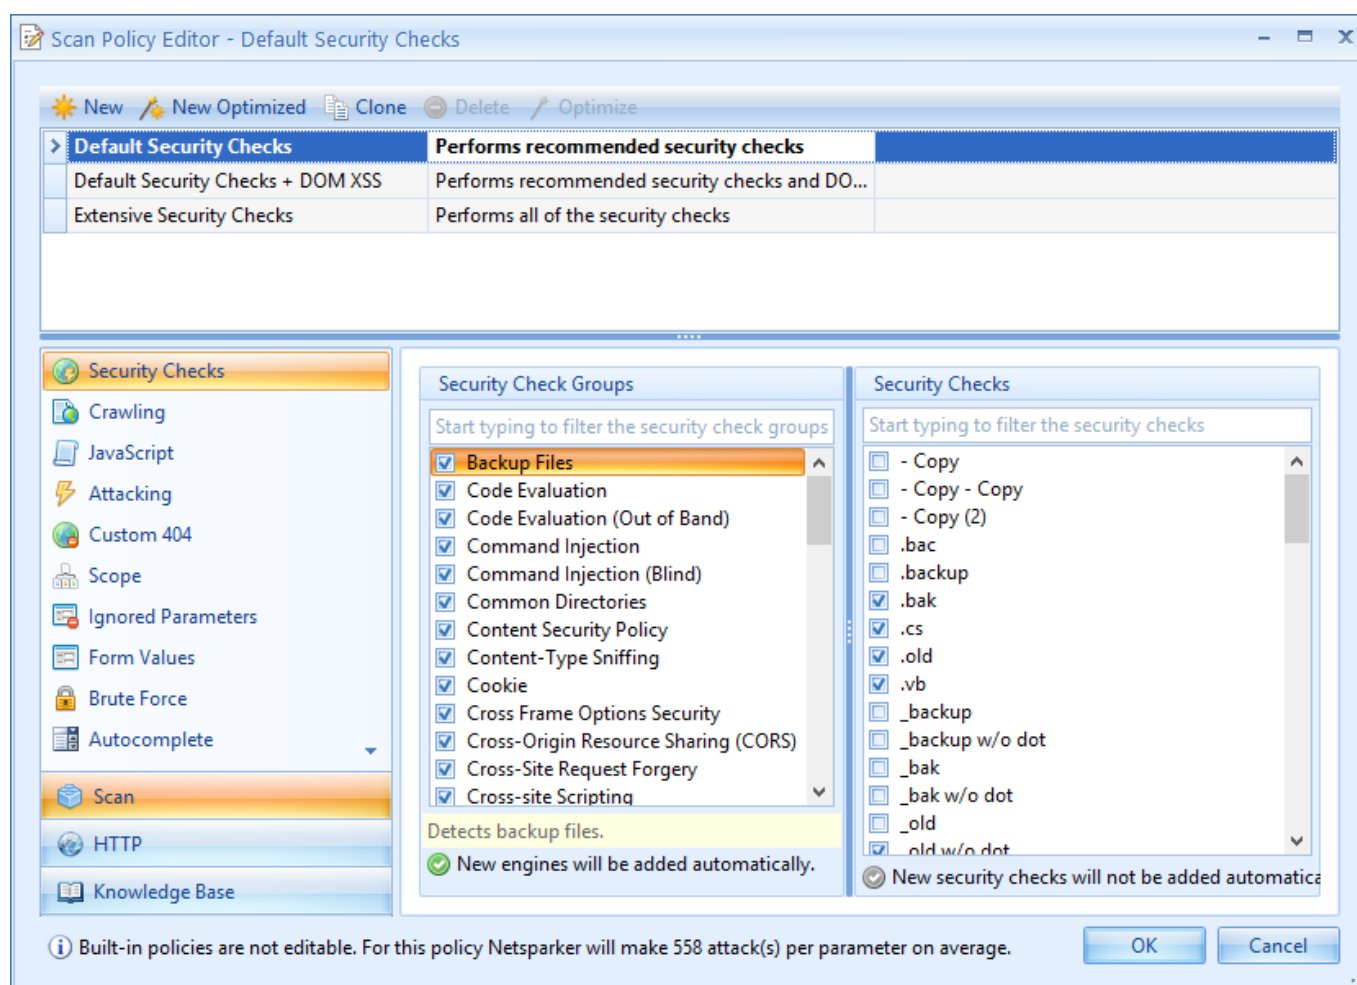 Scan Policy Editor - Default Security Checks
New New Optimized Clone Delete Optimize
Default Security Checks Performs recommended security checks
Default Security Checks + DOM XSS Performs recommended security checks and DO...
Extensive Security Checks Performs all of the security checks
Security Checks
Crawling
JavaScript
Attacking
Custom 404
Scope
Ignored Parameters
Form Values
Brute Force
Autocomplete
Scan
HTTP
Knowledge Base
Security Check Groups
Start typing to filter the security check groups
Backup Files
Code Evaluation
Code Evaluation (Out of Band)
Command Injection
Command Injection (Blind)
Common Directories
Content Security Policy
Content-Type Sniffing
Cookie
Cross Frame Options Security
Cross-Origin Resource Sharing (CORS)
Cross-Site Request Forgery
Cross-site Scripting
Detects backup files.
New engines will be added automatically.
Security Checks
Start typing to filter the security checks
- Copy
- Copy - Copy
- Copy (2)
.bac
.backup
.bak
.cs
.old
.vb
_backup
_backup w/o dot
_bak
_bak w/o dot
_old
_old w/o dot
New security checks will not be added automatica
Built-in policies are not editable. For this policy Netsparker will make 558 attack(s) per parameter on average.
OK Cancel